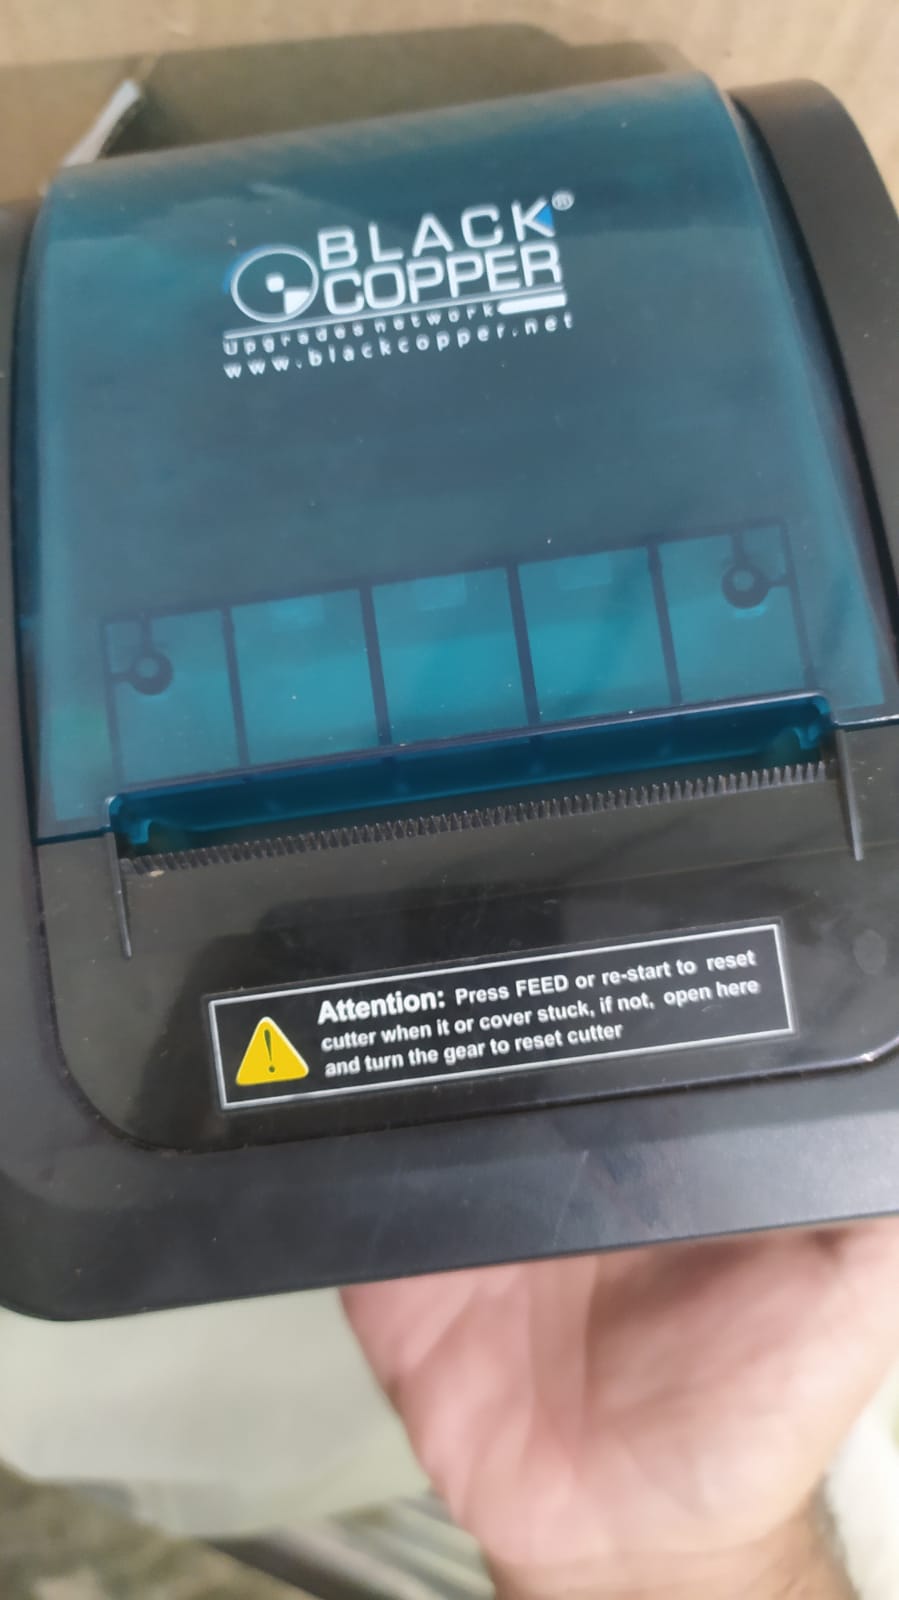 BLACK®
COPPER
Upgrades network
www.blackcopper.net
Attention: Press FEED or re-start to reset
cutter when it or cover stuck, if not, open here
and turn the gear to reset cutter